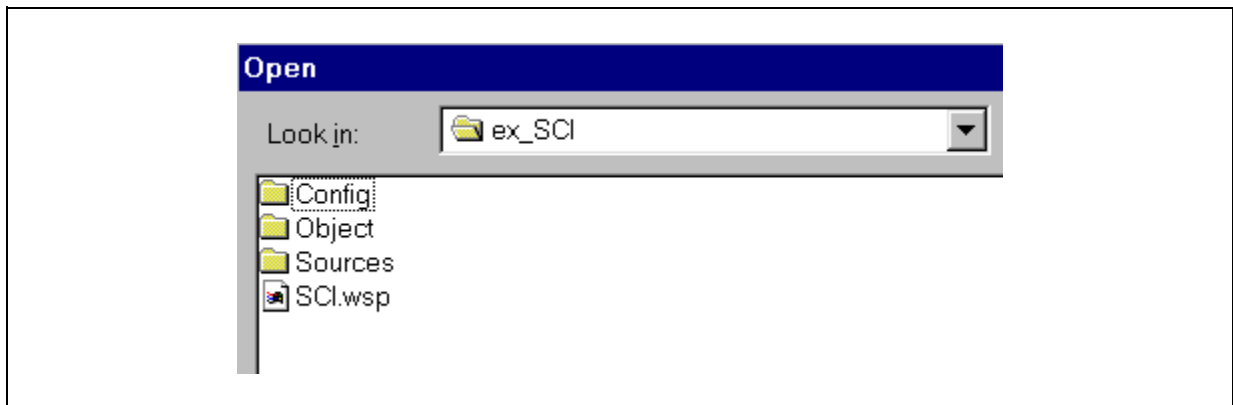 Open
Look in: ex_SCI
Config
Object
Sources
SCI.wsp